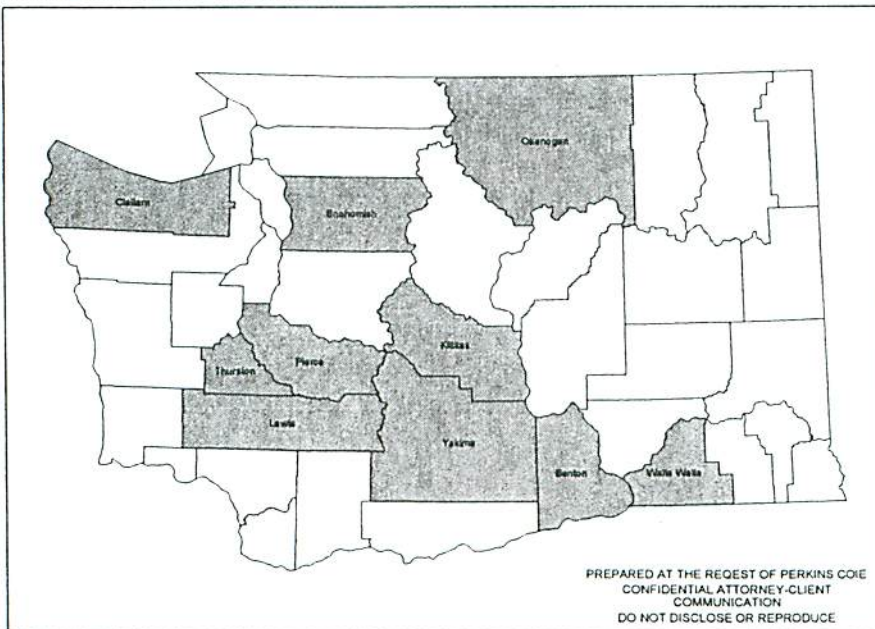 Okanogan
Clallam
Snohomish
Kittitas
Pierce
Thurston
Lewis
Yakima
Benton
Walla Walla
PREPARED AT THE REQEST OF PERKINS COIE
CONFIDENTIAL ATTORNEY-CLIENT
COMMUNICATION
DO NOT DISCLOSE OR REPRODUCE